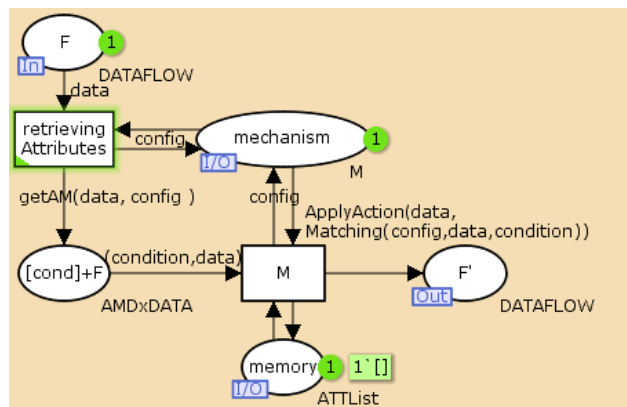 F
1
In
DATAFLOW
data
retrieving
Attributes
config
mechanism
1
I/O
M
getAM(data, config )
config
ApplyAction(data,
Matching(config,data,condition))
(condition,data)
[cond]+F
M
F'
Out
AMDxDATA
DATAFLOW
memory
1
1`[]
I/O
ATTList